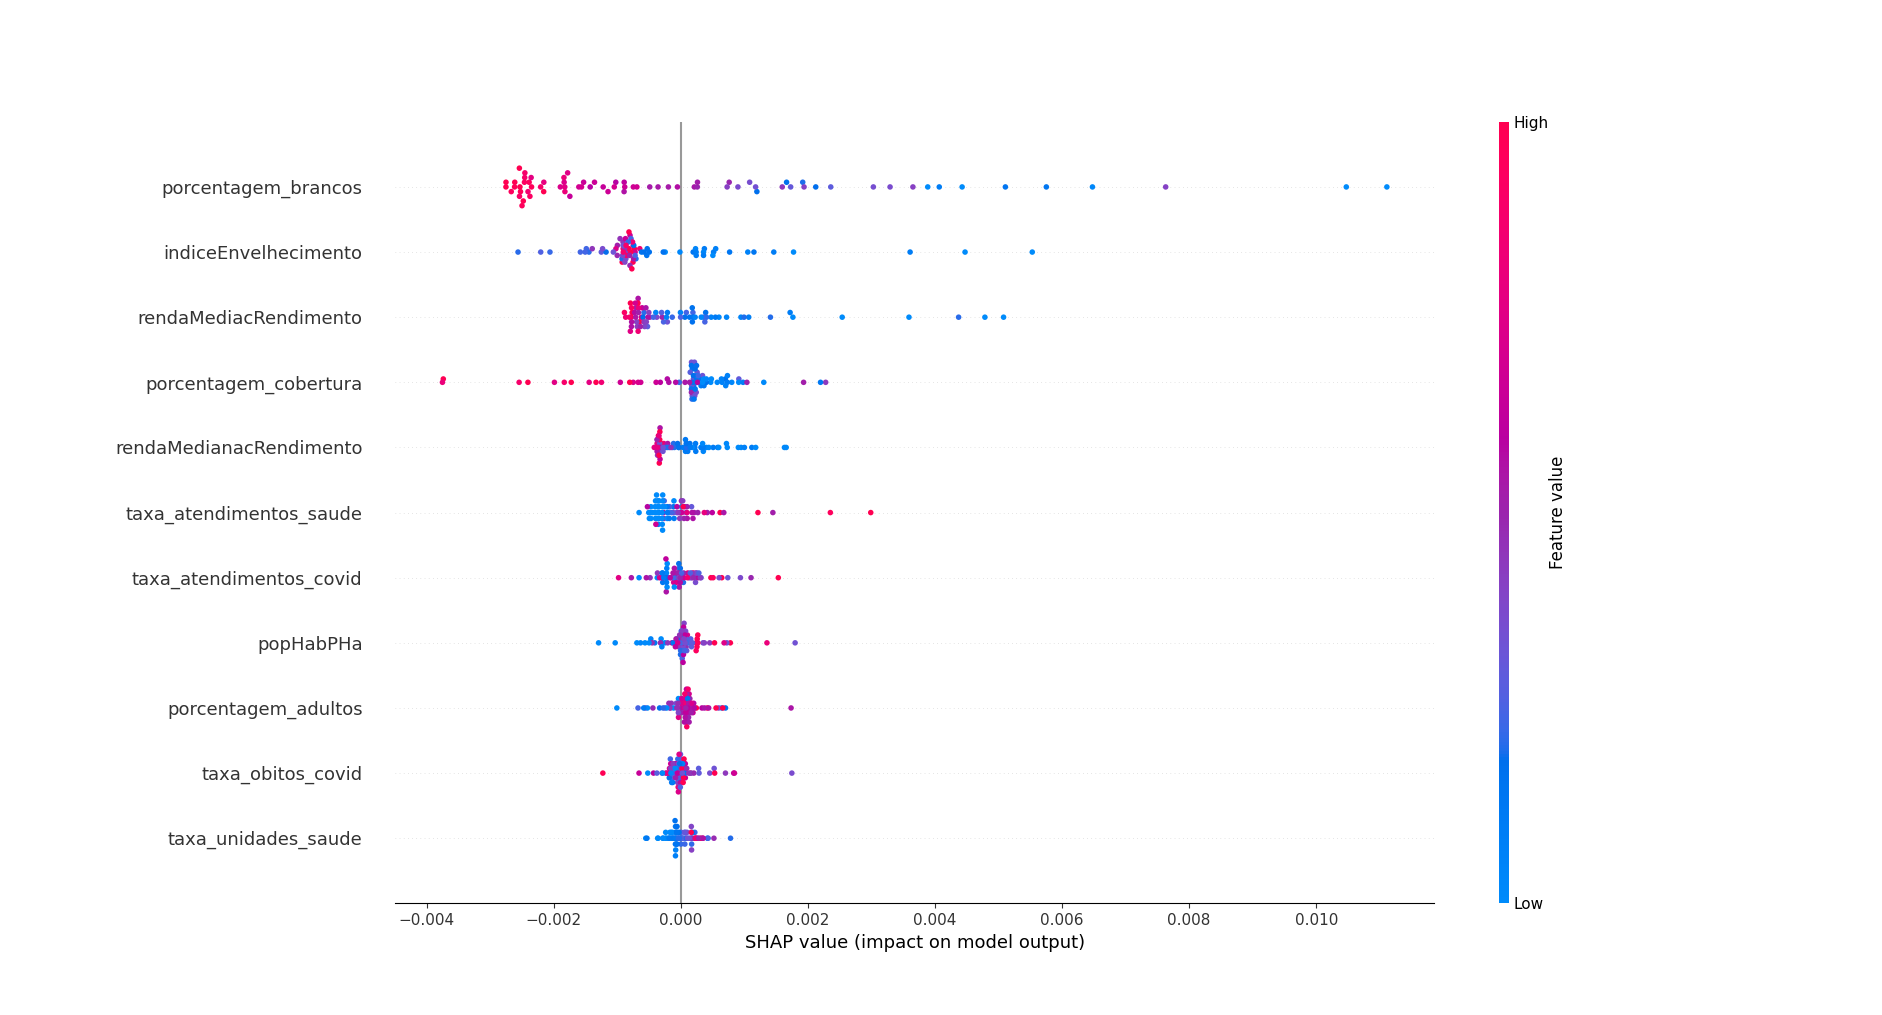 High
porcentagem_brancos
indiceEnvelhecimento
rendaMediacRendimento
porcentagem_cobertura
rendaMedianacRendimento
taxa_atendimentos_saude
taxa_atendimentos_covid
popHabPHa
porcentagem_adultos
taxa_obitos_covid
taxa_unidades_saude
Feature value
Low
−0.004 −0.002 0.000 0.002 0.004 0.006 0.008 0.010
SHAP value (impact on model output)